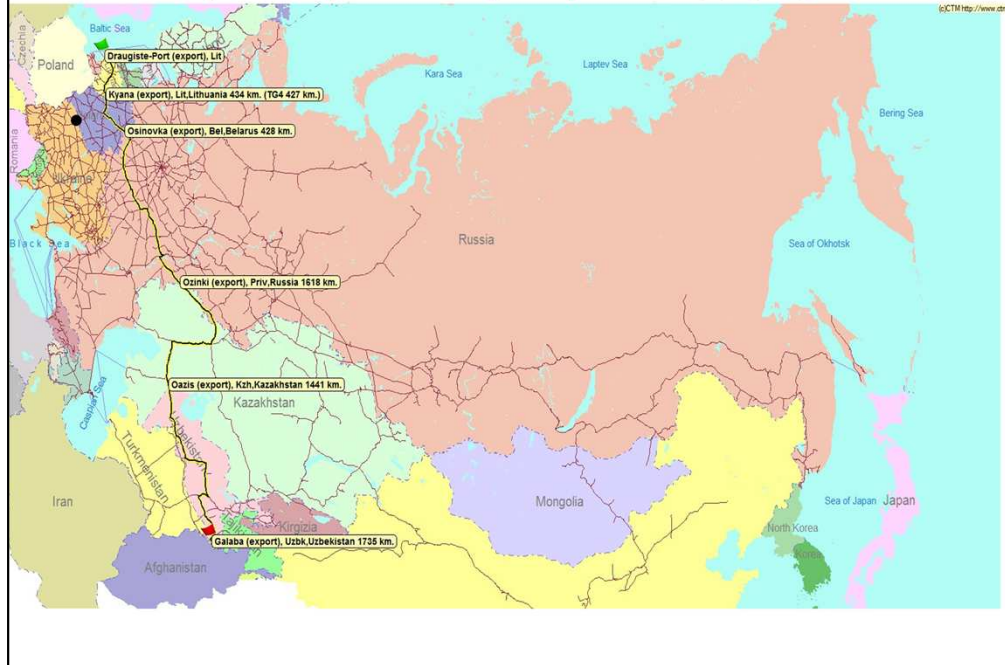 (c)CTM http://www.ctm
Baltic Sea
Czechia
Draugiste-Port (export), Lit
Poland
Laptev Sea
Kara Sea
Kyana (export), Lit,Lithuania 434 km. (TG4 427 km.)
Bering Sea
Osinovka (export), Bel,Belarus 428 km.
Romania
Ukraine
Black Sea
Russia
Sea of Okhotsk
Ozinki (export), Priv,Russia 1618 km.
Oazis (export), Kzh,Kazakhstan 1441 km.
Caspian Sea
Kazakhstan
Turkmenistan
Iran
Mongolia
Sea of Japan
Japan
Kirgizia
North Korea
Galaba (export), Uzbk,Uzbekistan 1735 km.
Korea
Afghanistan